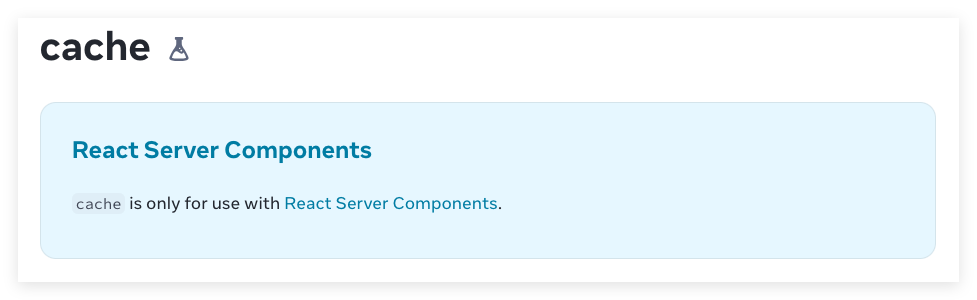 cache
React Server Components
cache is only for use with React Server Components.